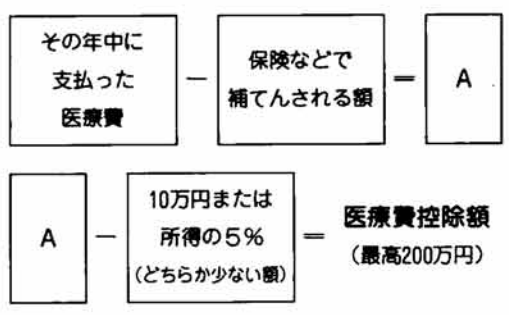 その年中に
支払った
医療費
－
保険などで
補てんされる額
＝
A
A
－
10万円または
所得の5%
(どちらか少ない額)
＝
医療費控除額
(最高200万円)